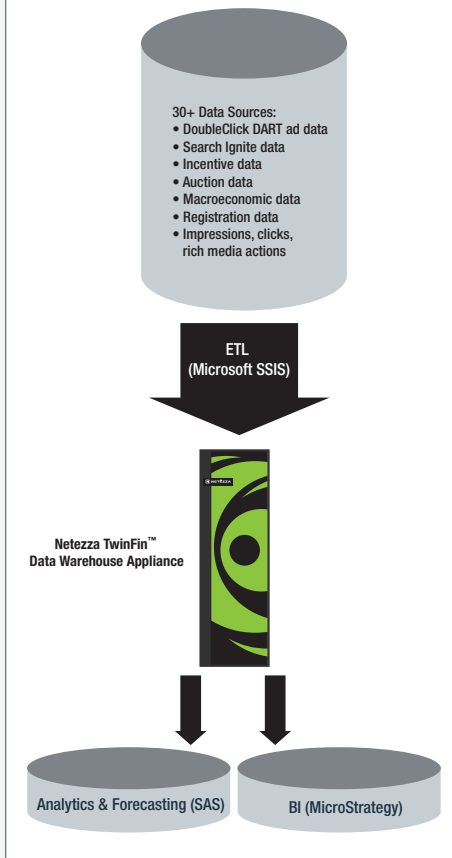 30+ Data Sources:
• DoubleClick DART ad data
• Search Ignite data
• Incentive data
• Auction data
• Macroeconomic data
• Registration data
• Impressions, clicks,
rich media actions
ETL
(Microsoft SSIS)
NETEZZA
Netezza TwinFin™
Data Warehouse Appliance
Analytics & Forecasting (SAS)
BI (MicroStrategy)